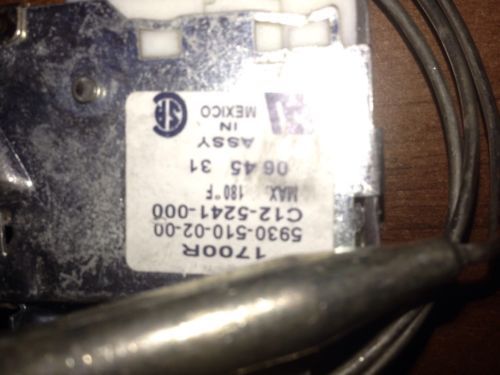 1700R
5930-510-02-00
C12-5241-000
MAX. 180°F
06 45 31
ASSY
IN
MEXICO